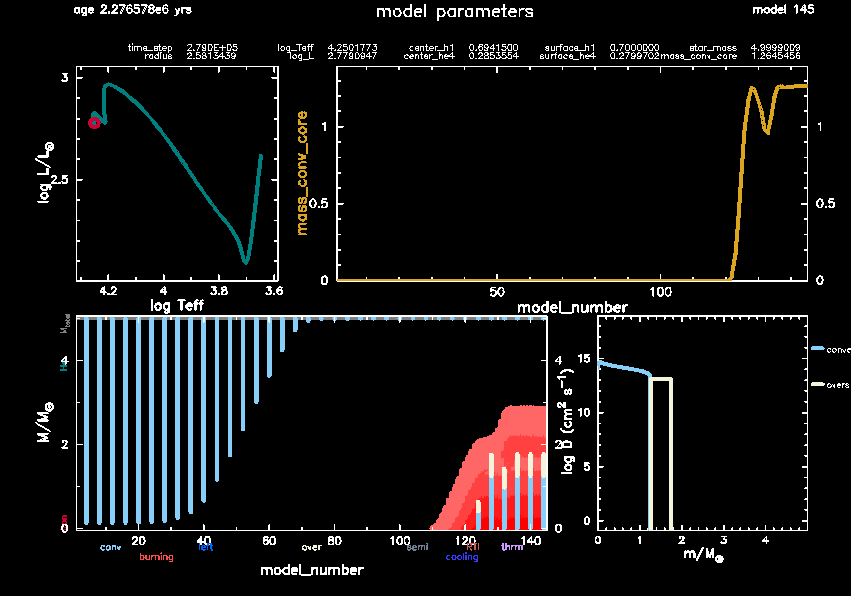 age 2.276578e6 yrs model parameters model 145
time_step 2.790E+05 log_Teff 4.2501773 center_h1 0.6941500 surface_h1 0.7000000 star_mass 4.9999009
radius 2.5813439 log_L 2.7790947 center_he4 0.2853554 surface_he4 0.2799702 mass_conv_core 1.2645456
3
2.5
log L/L⊙
4.2 4 3.8 3.6
log Teff
mass_conv_core
1
0.5
0
1
0.5
0
50 100
model_number
4
2
0
M/M⊙
4
2
0
20 40 60 80 100 120 140
conv left over semi RTI thrm
burning cooling
model_number
log D (cm² s⁻¹)
15
10
5
0
0 2 4
m/M⊙
conve
overs